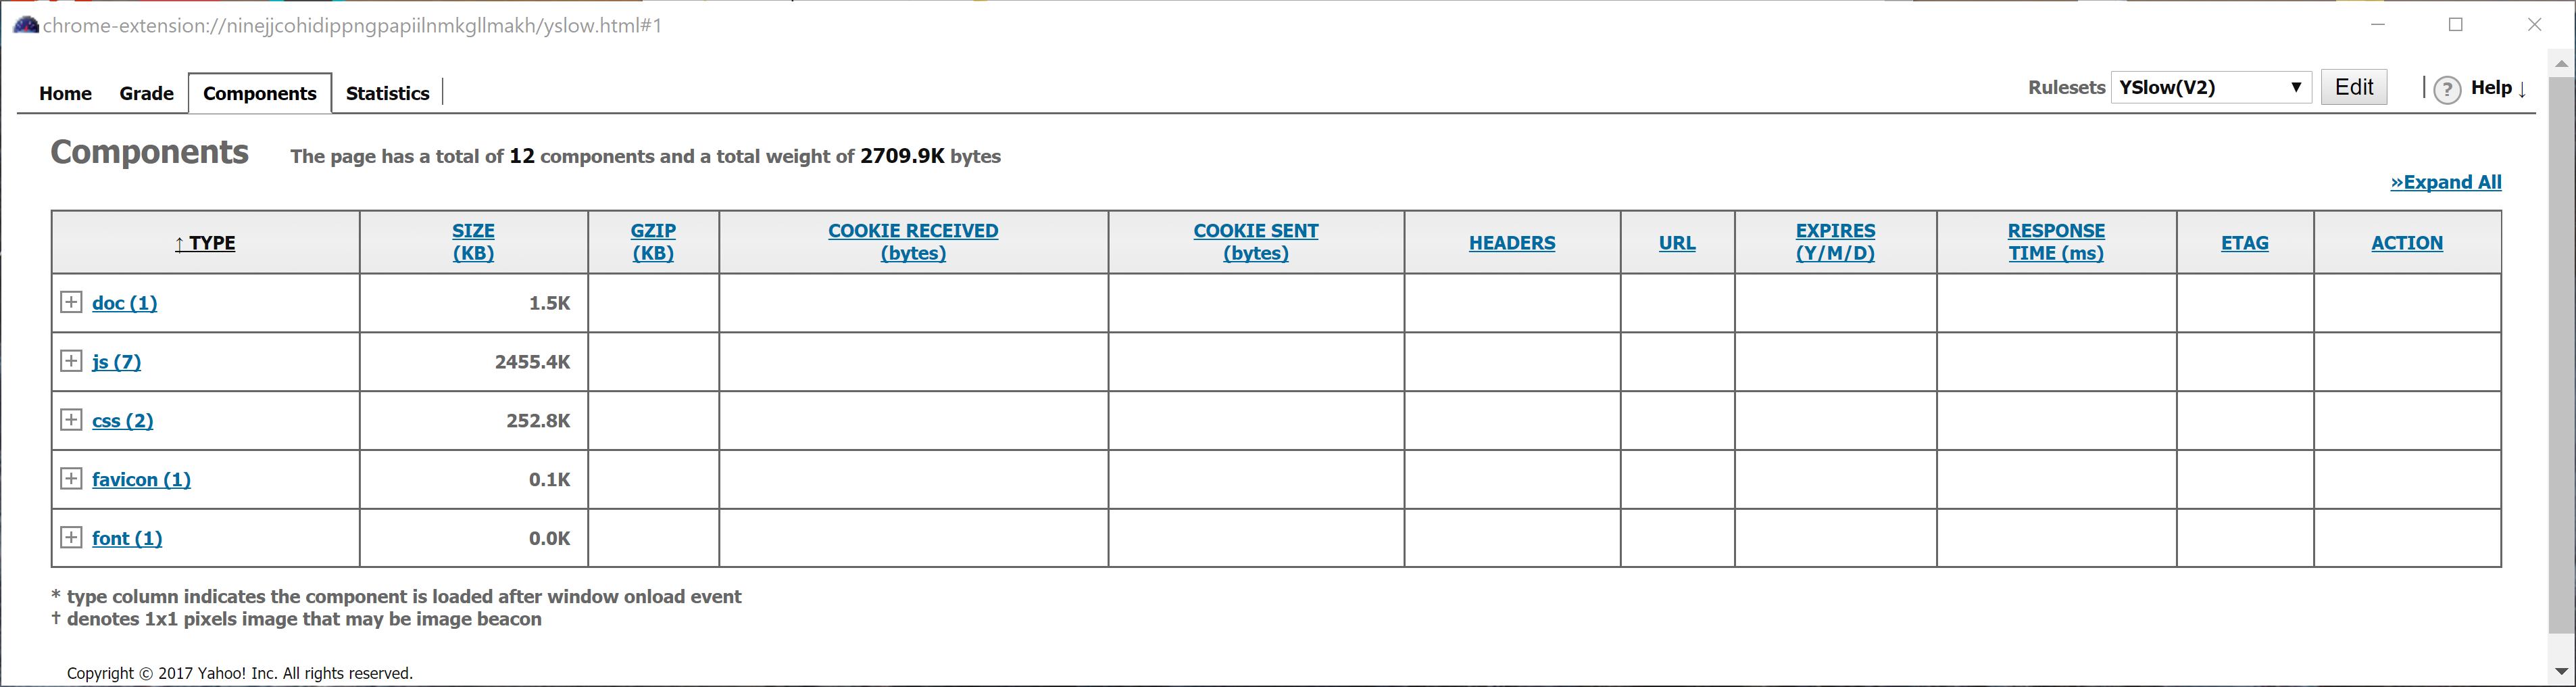 chrome-extension://ninejjcohidippngpapiilnmkgllmakh/yslow.html#1
Home Grade Components Statistics Rulesets YSlow(V2) ▼ Edit | ? Help ↓
Components The page has a total of 12 components and a total weight of 2709.9K bytes
»Expand All
↑ TYPE SIZE (KB) GZIP (KB) COOKIE RECEIVED (bytes) COOKIE SENT (bytes) HEADERS URL EXPIRES (Y/M/D) RESPONSE TIME (ms) ETAG ACTION
doc (1) 1.5K
js (7) 2455.4K
css (2) 252.8K
favicon (1) 0.1K
font (1) 0.0K
* type column indicates the component is loaded after window onload event
† denotes 1x1 pixels image that may be image beacon
Copyright © 2017 Yahoo! Inc. All rights reserved.